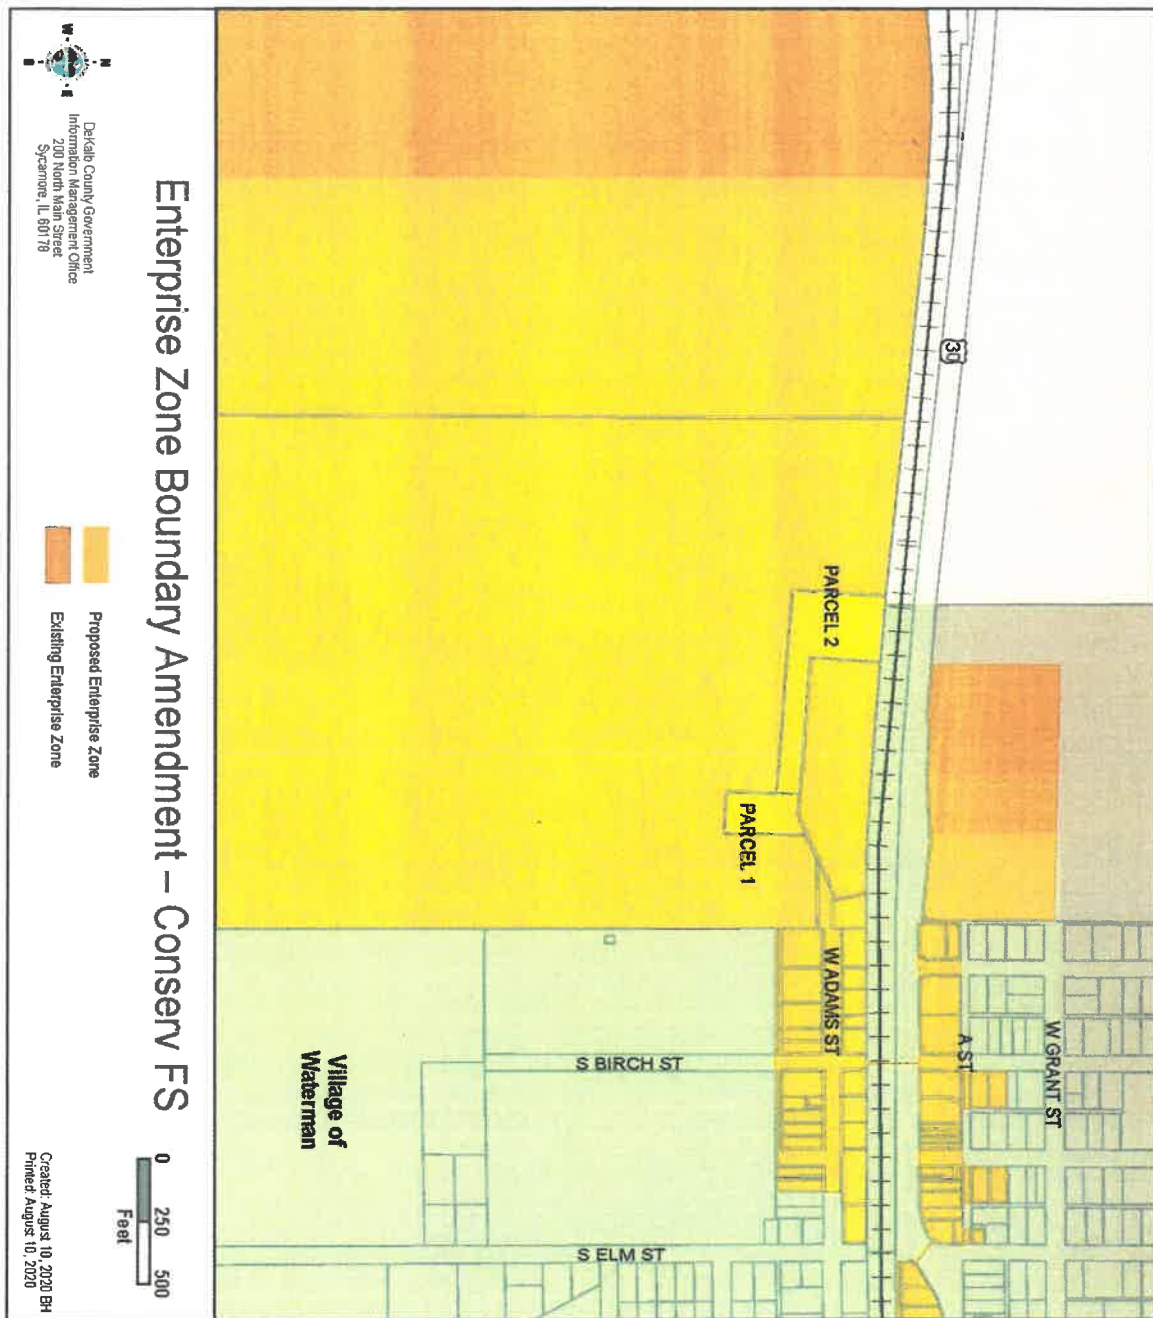 30
W GRANT ST
A ST
W ADAMS ST
PARCEL 2
PARCEL 1
S BIRCH ST
S ELM ST
Village of
Waterman
Enterprise Zone Boundary Amendment – Conserv FS
N
W
E
S
DeKalb County Government
Information Management Office
200 North Main Street
Sycamore, IL 60178
Proposed Enterprise Zone
Existing Enterprise Zone
0 250 500
Feet
Created: August 10, 2020 BH
Printed: August 10, 2020